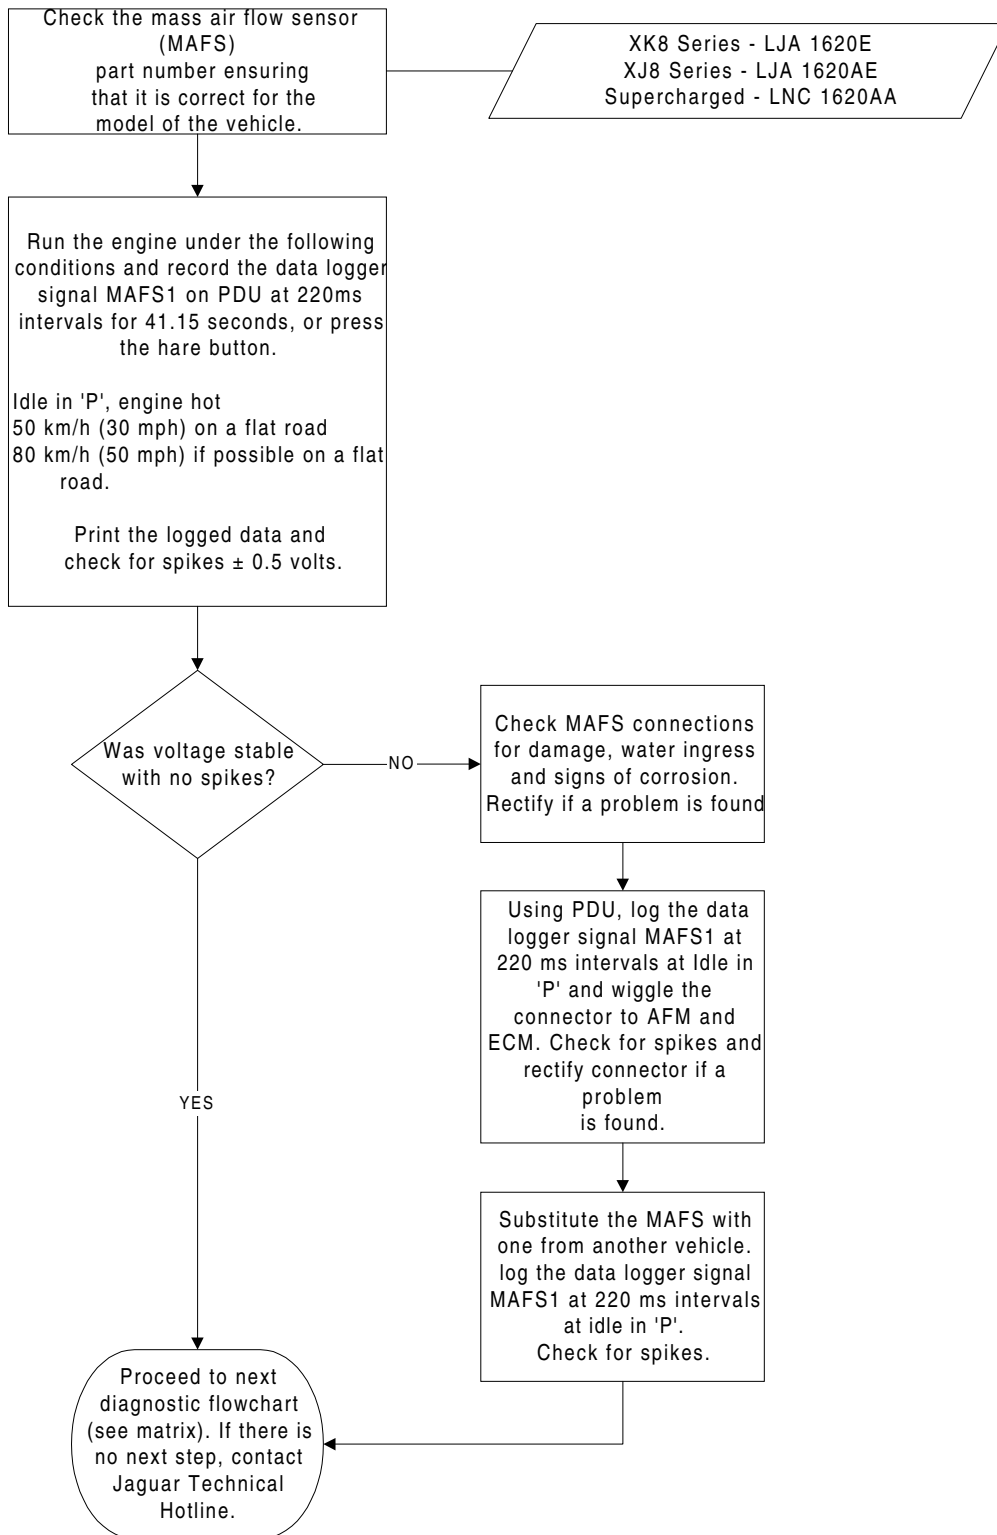 Check the mass air flow sensor
(MAFS)
part number ensuring
that it is correct for the
model of the vehicle.
XK8 Series - LJA 1620E
XJ8 Series - LJA 1620AE
Supercharged - LNC 1620AA
Run the engine under the following
conditions and record the data logger
signal MAFS1 on PDU at 220ms
intervals for 41.15 seconds, or press
the hare button.
Idle in 'P', engine hot
50 km/h (30 mph) on a flat road
80 km/h (50 mph) if possible on a flat
road.
Print the logged data and
check for spikes ± 0.5 volts.
Was voltage stable
with no spikes?
NO
Check MAFS connections
for damage, water ingress
and signs of corrosion.
Rectify if a problem is found
Using PDU, log the data
logger signal MAFS1 at
220 ms intervals at Idle in
'P' and wiggle the
connector to AFM and
ECM. Check for spikes and
rectify connector if a
problem
is found.
YES
Substitute the MAFS with
one from another vehicle.
log the data logger signal
MAFS1 at 220 ms intervals
at idle in 'P'.
Check for spikes.
Proceed to next
diagnostic flowchart
(see matrix). If there is
no next step, contact
Jaguar Technical
Hotline.